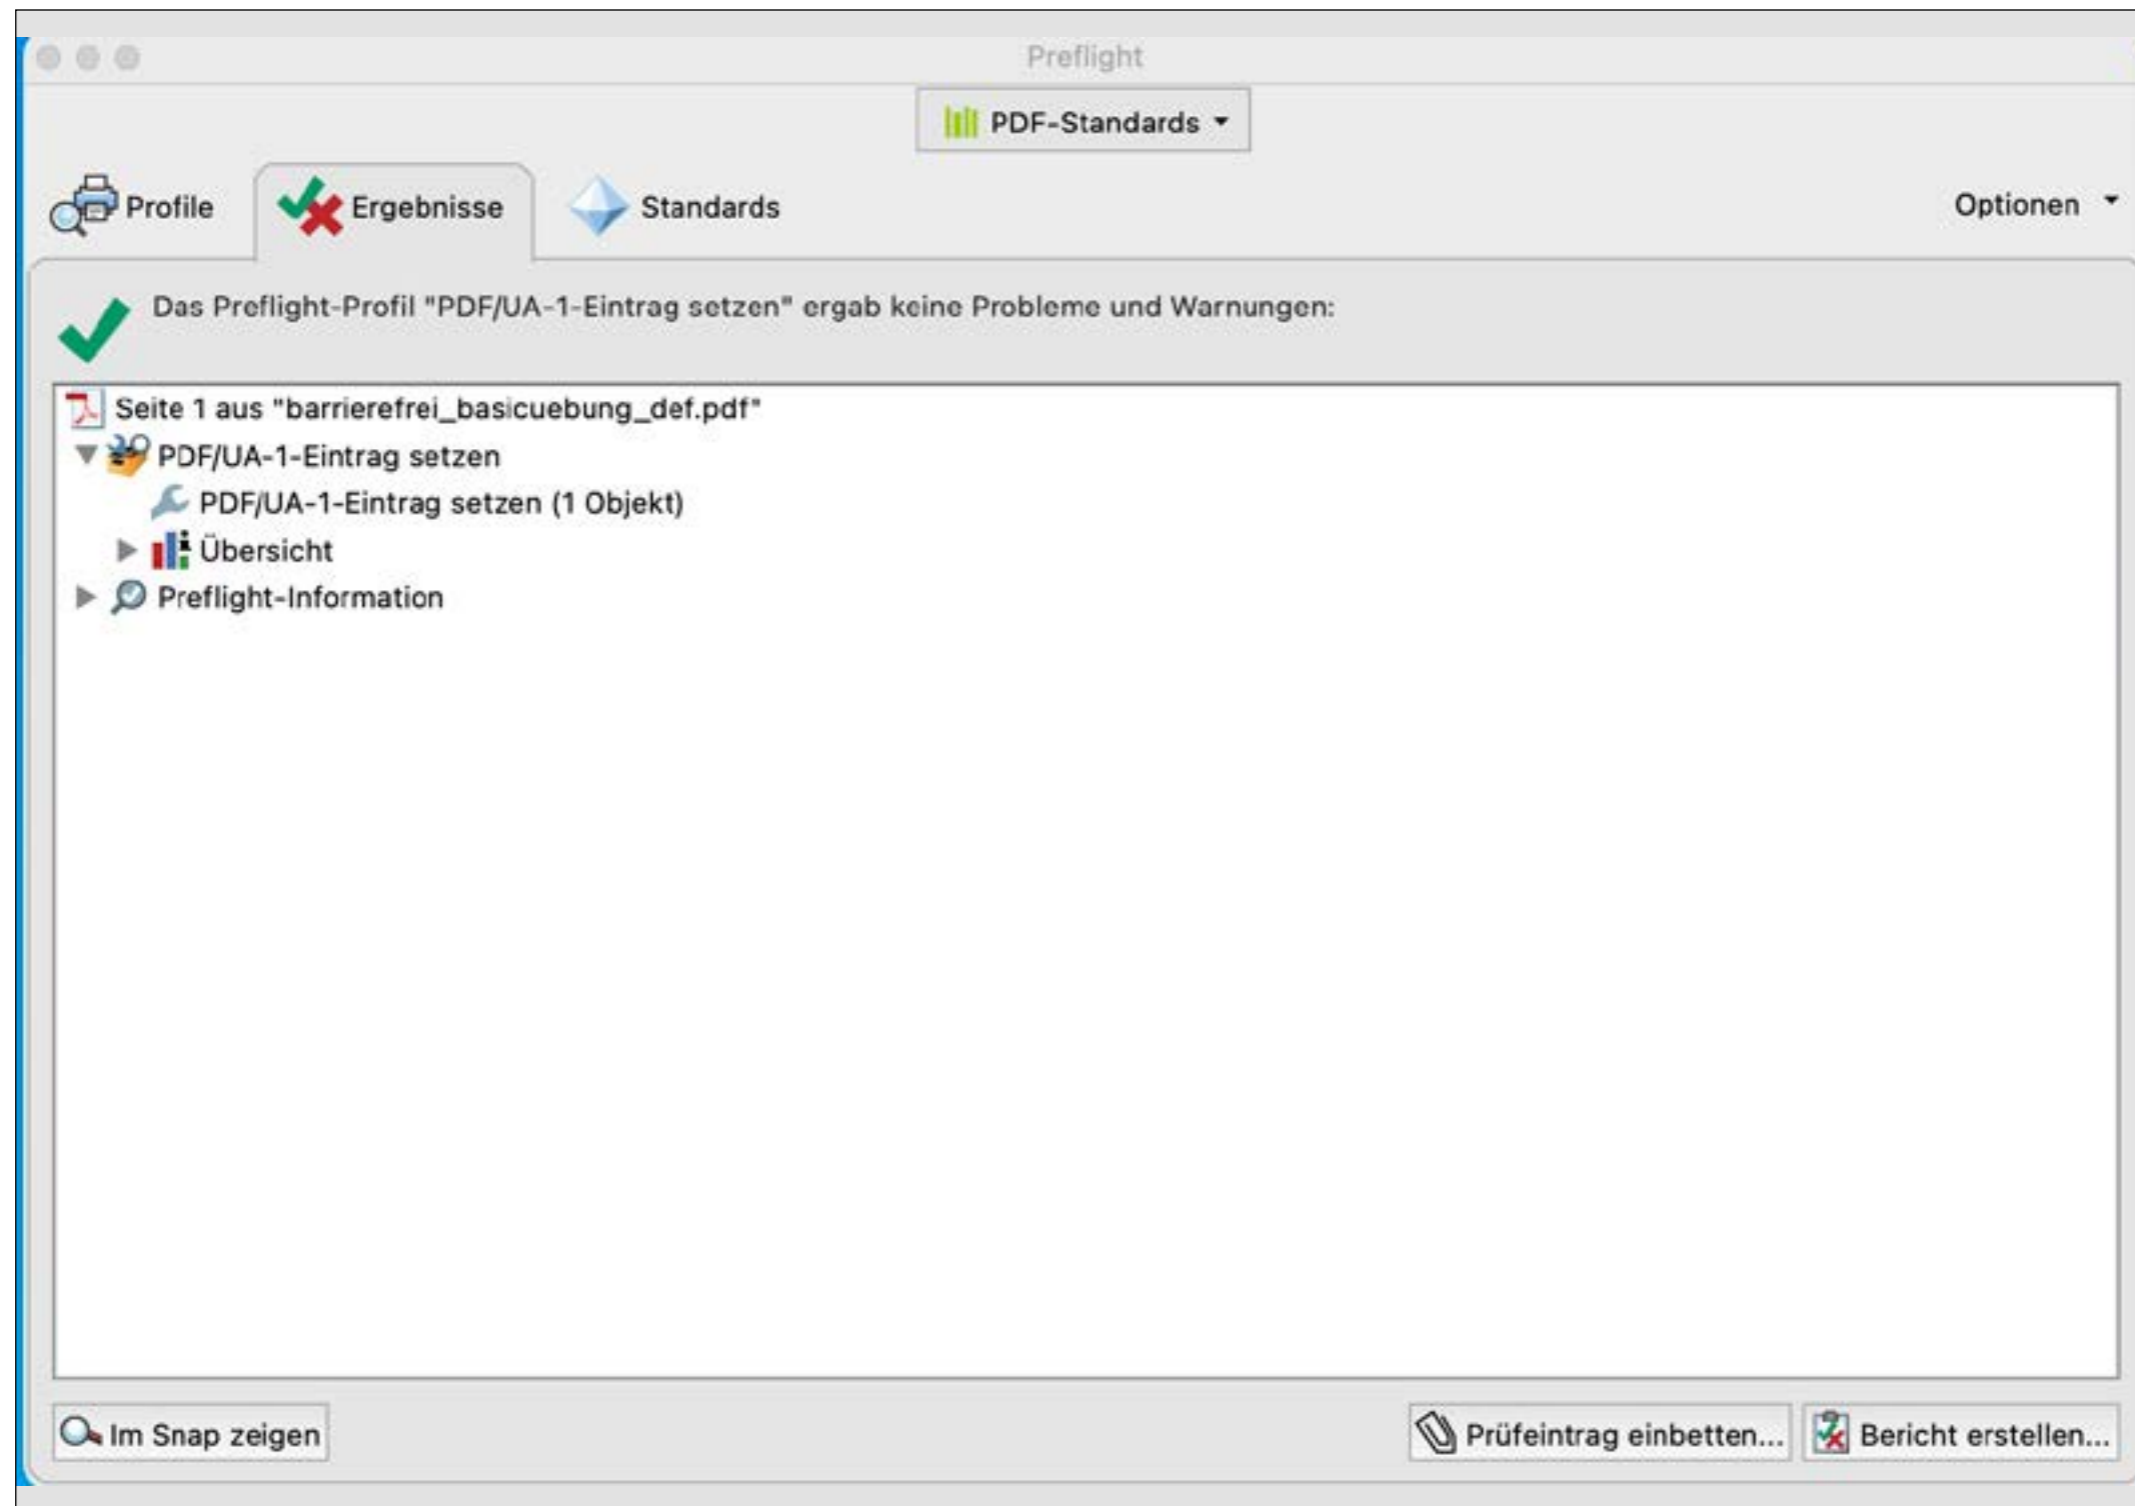 Preflight
PDF-Standards
Profile
Ergebnisse
Standards
Optionen
Das Preflight-Profil "PDF/UA-1-Eintrag setzen" ergab keine Probleme und Warnungen:
Seite 1 aus "barrierefrei_basicuebung_def.pdf"
PDF/UA-1-Eintrag setzen
PDF/UA-1-Eintrag setzen (1 Objekt)
Übersicht
Preflight-Information
Im Snap zeigen
Prüfeintrag einbetten...
Bericht erstellen...